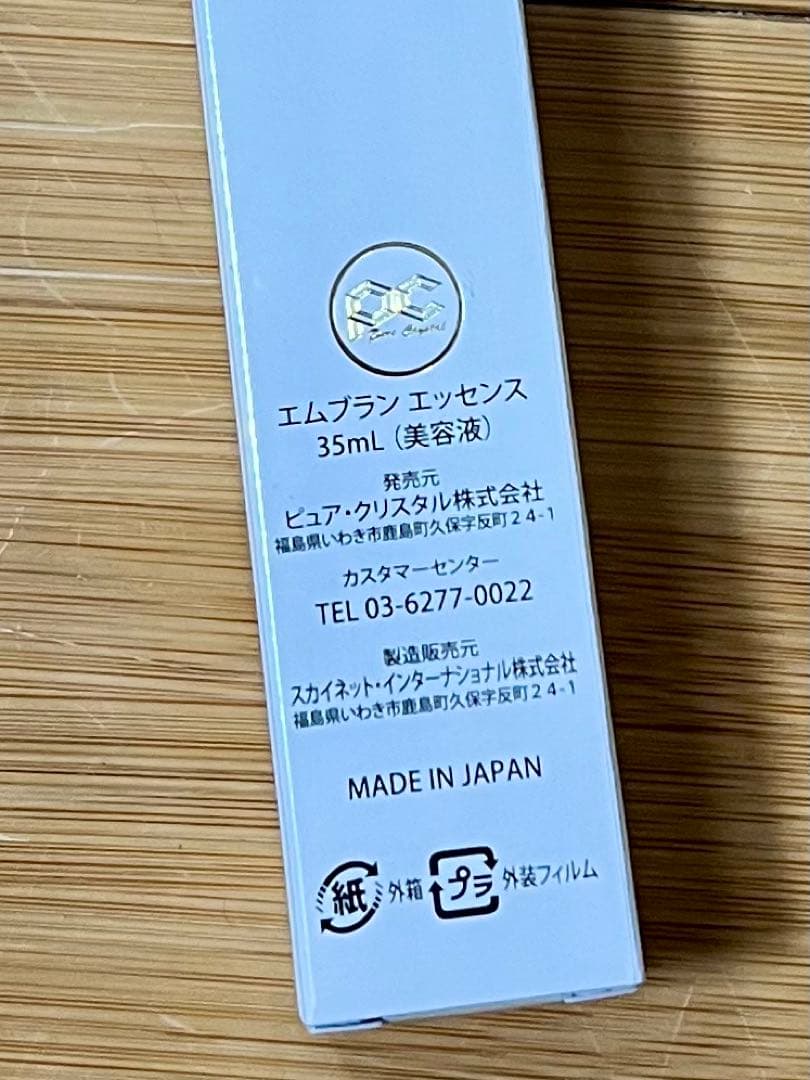 PC
Pure Crystal
エムブラン エッセンス
35mL (美容液)
発売元
ピュア・クリスタル株式会社
福島県いわき市鹿島町久保字反町24-1
カスタマーセンター
TEL 03-6277-0022
製造販売元
スカイネット・インターナショナル株式会社
福島県いわき市鹿島町久保字反町24-1
MADE IN JAPAN
紙 外箱 プラ 外装フィルム